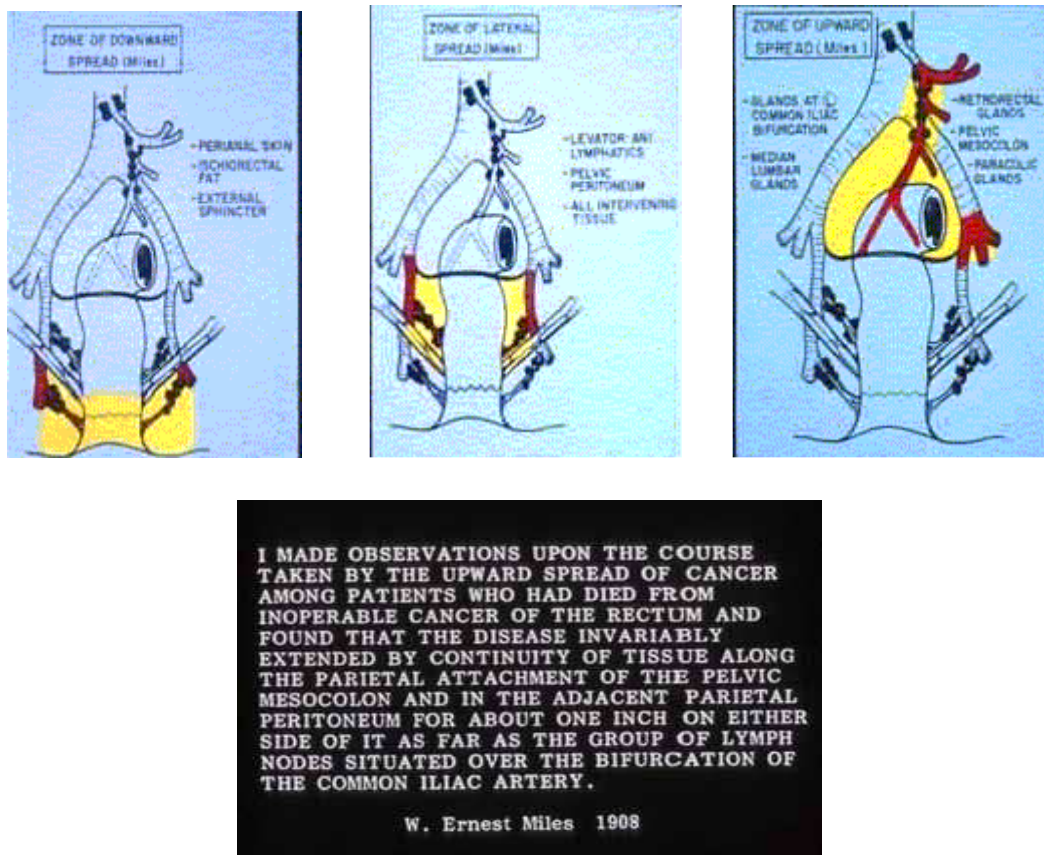 ZONE OF DOWNWARD
SPREAD (Miles)
- PERIANAL SKIN
- ISCHIORECTAL
FAT
- EXTERNAL
SPHINCTER
ZONE OF LATERAL
SPREAD (Miles)
- LEVATOR ANI
LYMPHATICS
- PELVIC
PERITONEUM
- ALL INTERVENING
TISSUE
ZONE OF UPWARD
SPREAD (Miles)
- GLANDS AT L
COMMON ILIAC
BIFURCATION
- MEDIAN
LUMBAR
GLANDS
- RETRORECTAL
GLANDS
- PELVIC
MESOCOLON
- PARACOLIC
GLANDS
I MADE OBSERVATIONS UPON THE COURSE
TAKEN BY THE UPWARD SPREAD OF CANCER
AMONG PATIENTS WHO HAD DIED FROM
INOPERABLE CANCER OF THE RECTUM AND
FOUND THAT THE DISEASE INVARIABLY
EXTENDED BY CONTINUITY OF TISSUE ALONG
THE PARIETAL ATTACHMENT OF THE PELVIC
MESOCOLON AND IN THE ADJACENT PARIETAL
PERITONEUM FOR ABOUT ONE INCH ON EITHER
SIDE OF IT AS FAR AS THE GROUP OF LYMPH
NODES SITUATED OVER THE BIFURCATION OF
THE COMMON ILIAC ARTERY.
W. Ernest Miles 1908